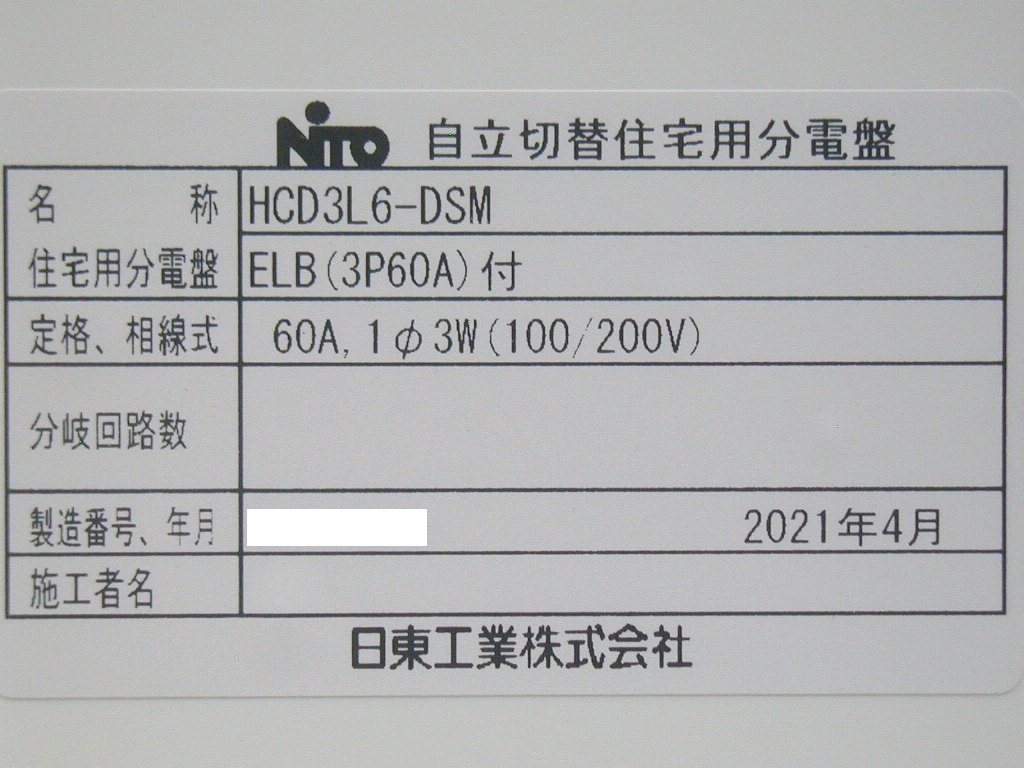 NiTO 自立切替住宅用分電盤
名 称 HCD3L6-DSM
住宅用分電盤 ELB(3P60A)付
定格、相線式 60A,1φ3W(100/200V)
分岐回路数
製造番号、年月 2021年4月
施工者名
日東工業株式会社